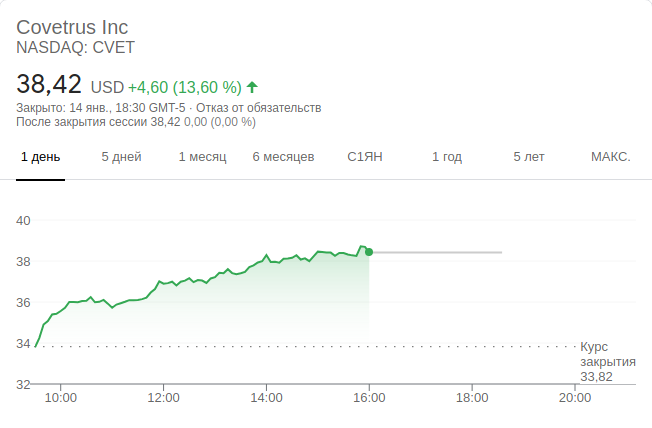 Covetrus Inc
NASDAQ: CVET
38,42 USD +4,60 (13,60 %)
Закрыто: 14 янв., 18:30 GMT-5 · Отказ от обязательств
После закрытия сессии 38,42 0,00 (0,00 %)
1 день 5 дней 1 месяц 6 месяцев С1ЯН 1 год 5 лет МАКС.
40
38
36
34
Курс
закрытия
33,82
32
10:00 12:00 14:00 16:00 18:00 20:00